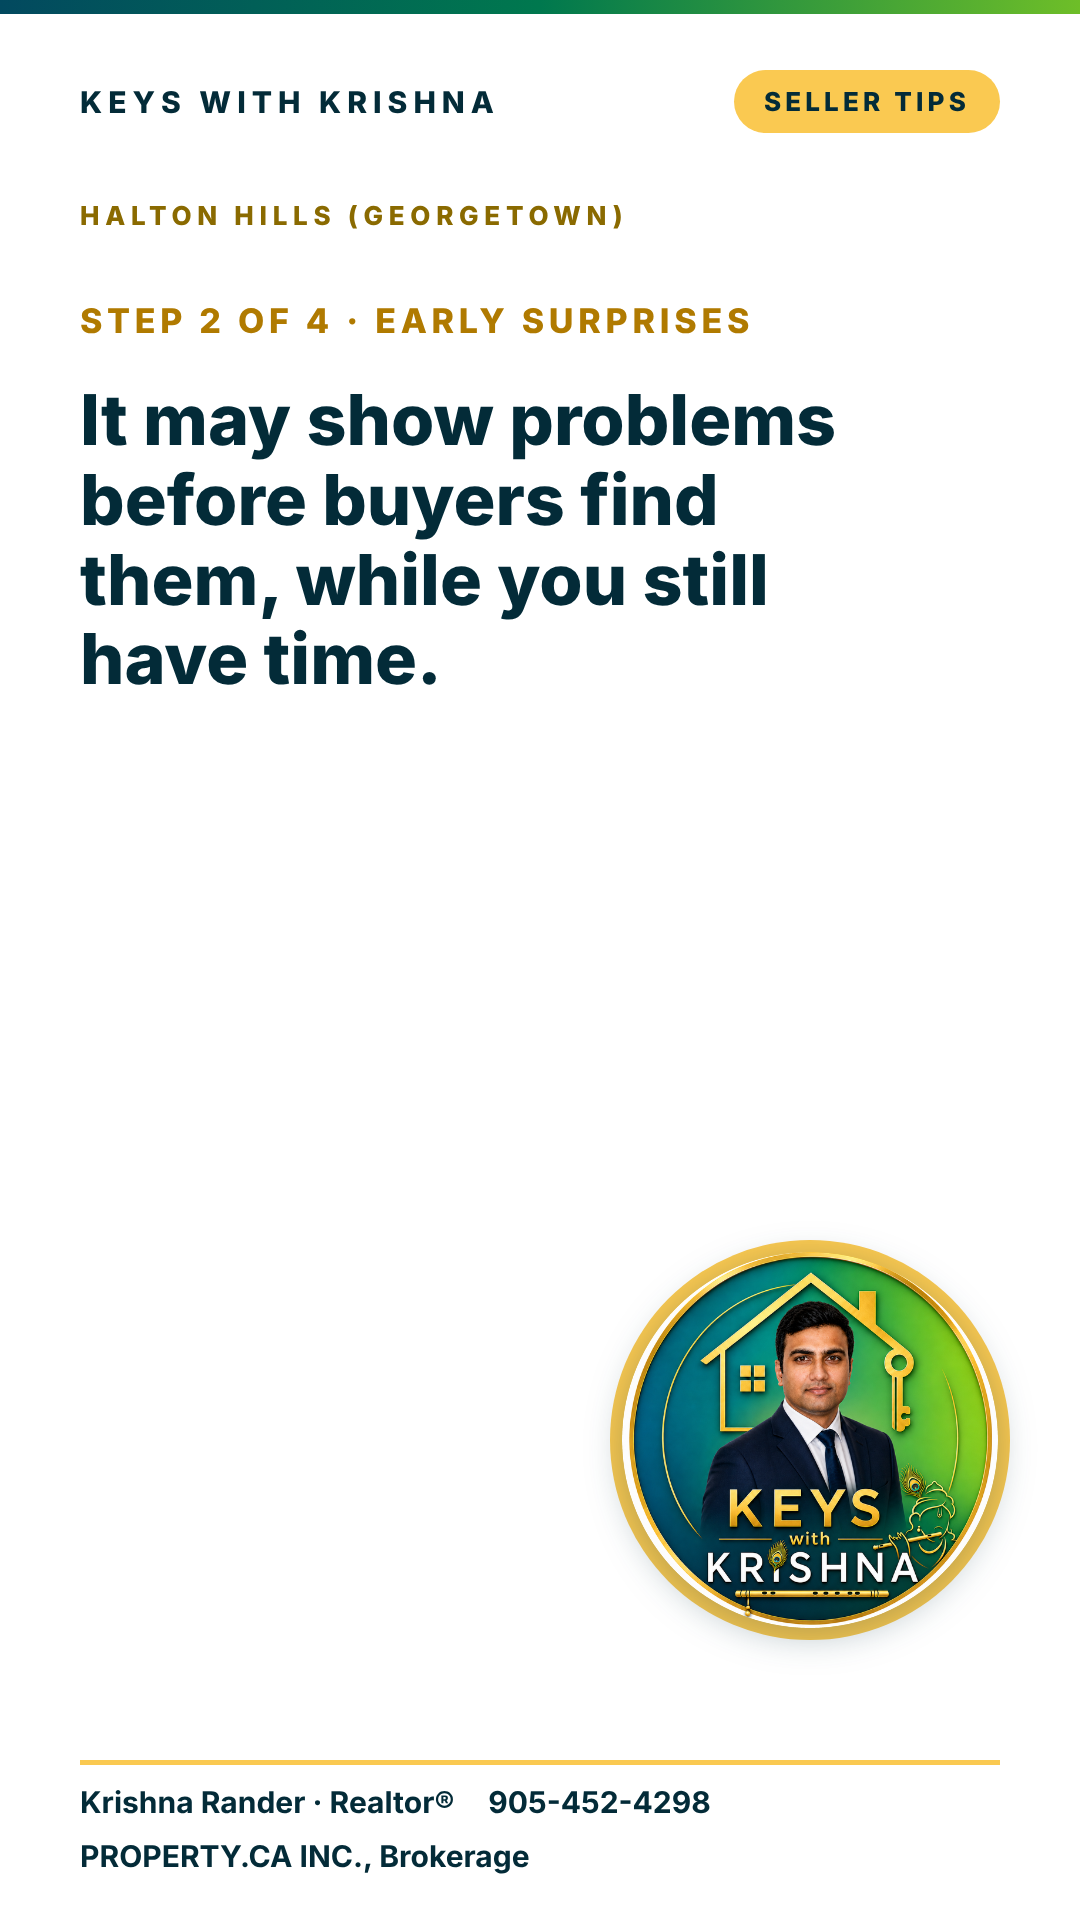 KEYS WITH KRISHNA
SELLER TIPS
HALTON HILLS (GEORGETOWN)
STEP 2 OF 4 · EARLY SURPRISES
It may show problems
before buyers find
them, while you still
have time.
KEYS
with
KRISHNA
Krishna Rander · Realtor® 905-452-4298
PROPERTY.CA INC., Brokerage